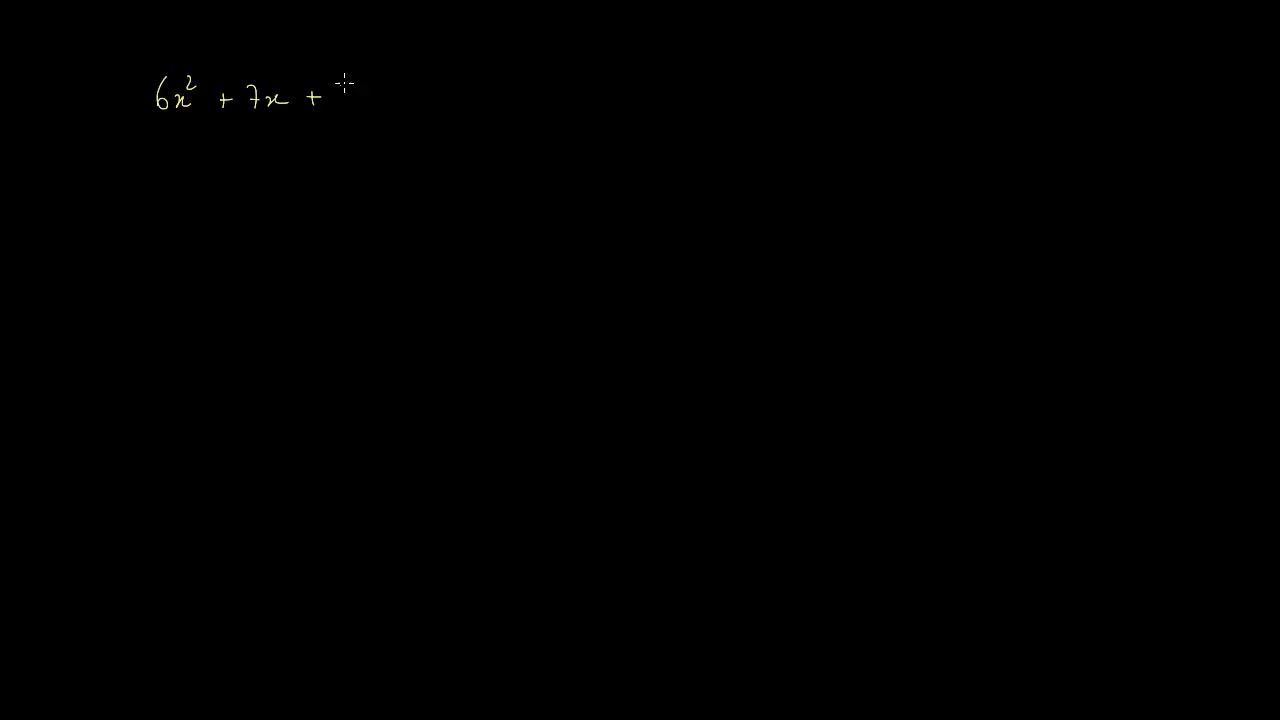 6x² + 7x +